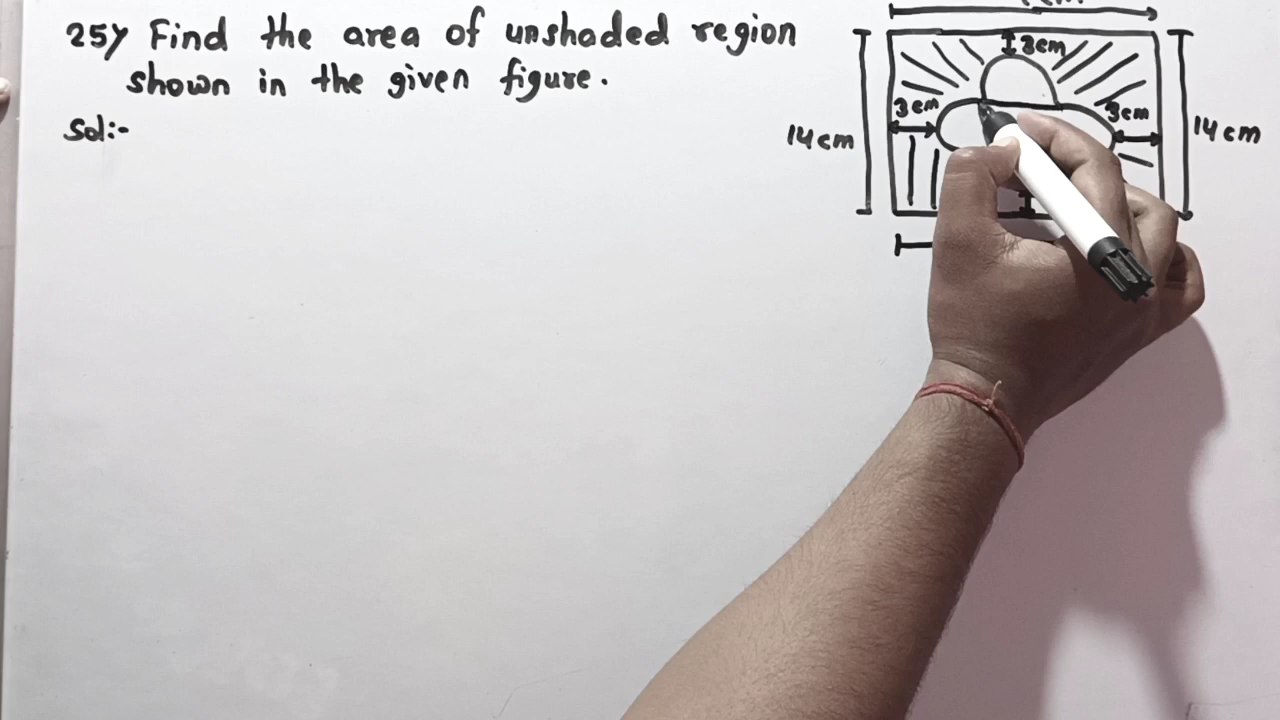 25) Find the area of unshaded region
shown in the given figure.
Sol:-
3cm
3cm
3cm
14cm
14cm